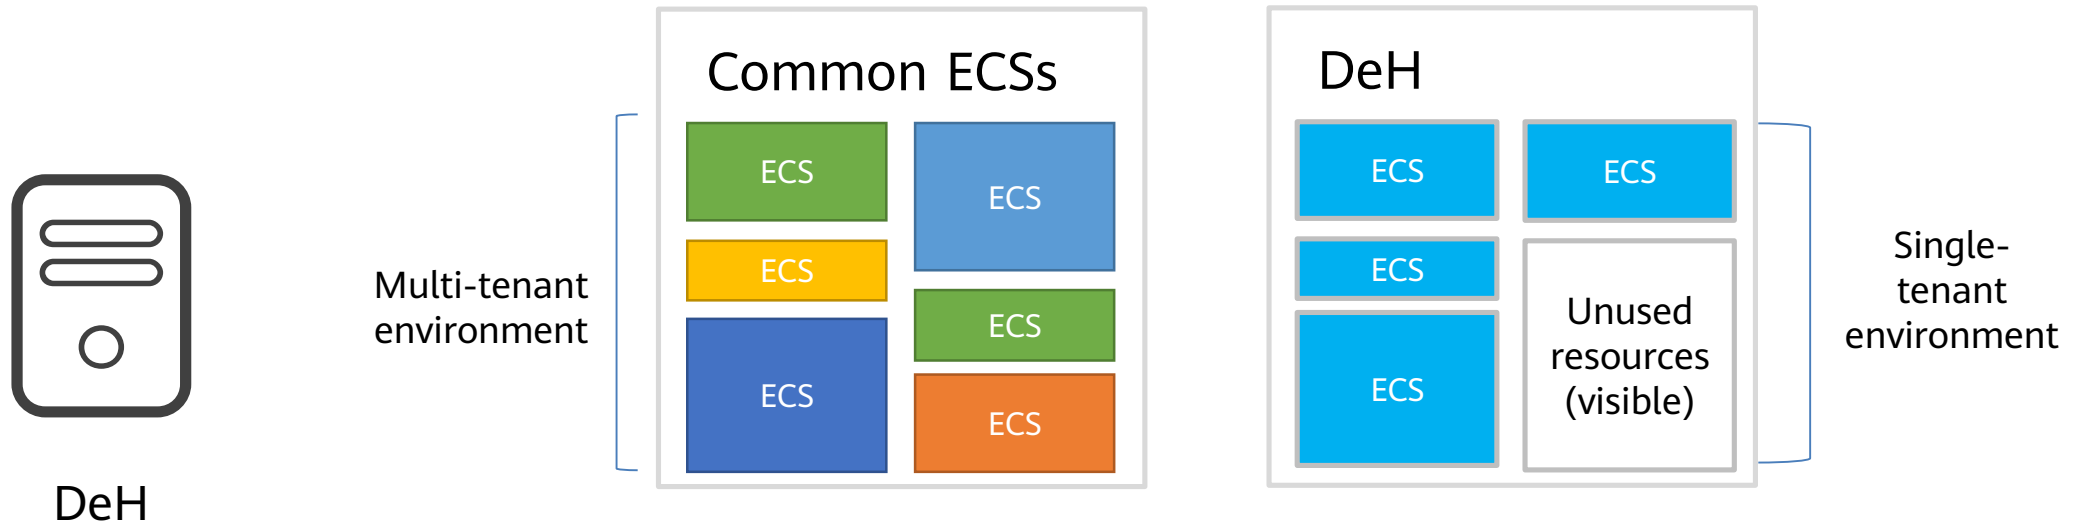 DeH
Multi-tenant
environment
Common ECSs
ECS
ECS
ECS
ECS
ECS
ECS
DeH
ECS
ECS
ECS
ECS
Unused
resources
(visible)
Single-
tenant
environment